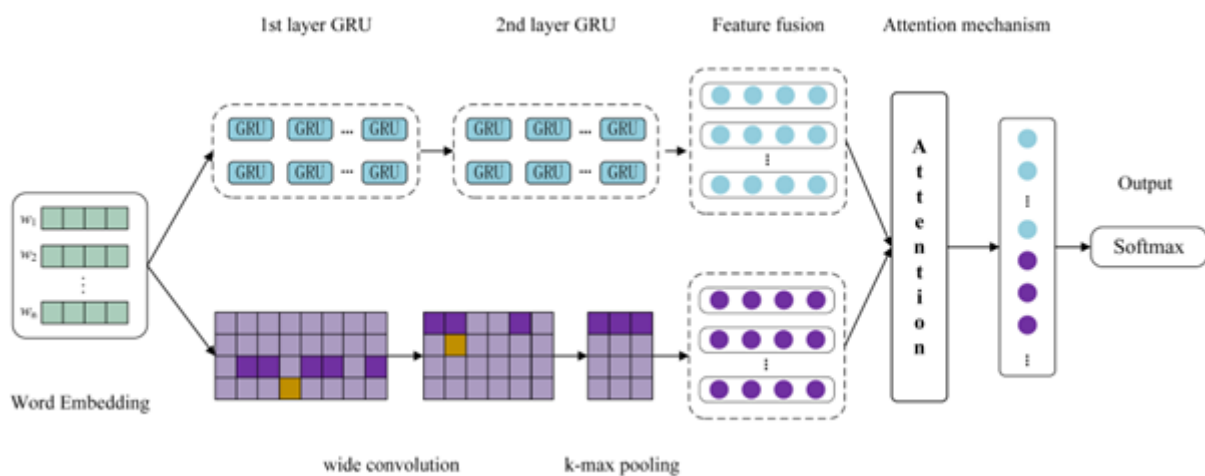 1st layer GRU
2nd layer GRU
Feature fusion
Attention mechanism
GRU GRU ... GRU
GRU GRU ... GRU
GRU GRU ... GRU
GRU GRU ... GRU
w1
w2
wn
Word Embedding
Attention
Output
Softmax
wide convolution
k-max pooling